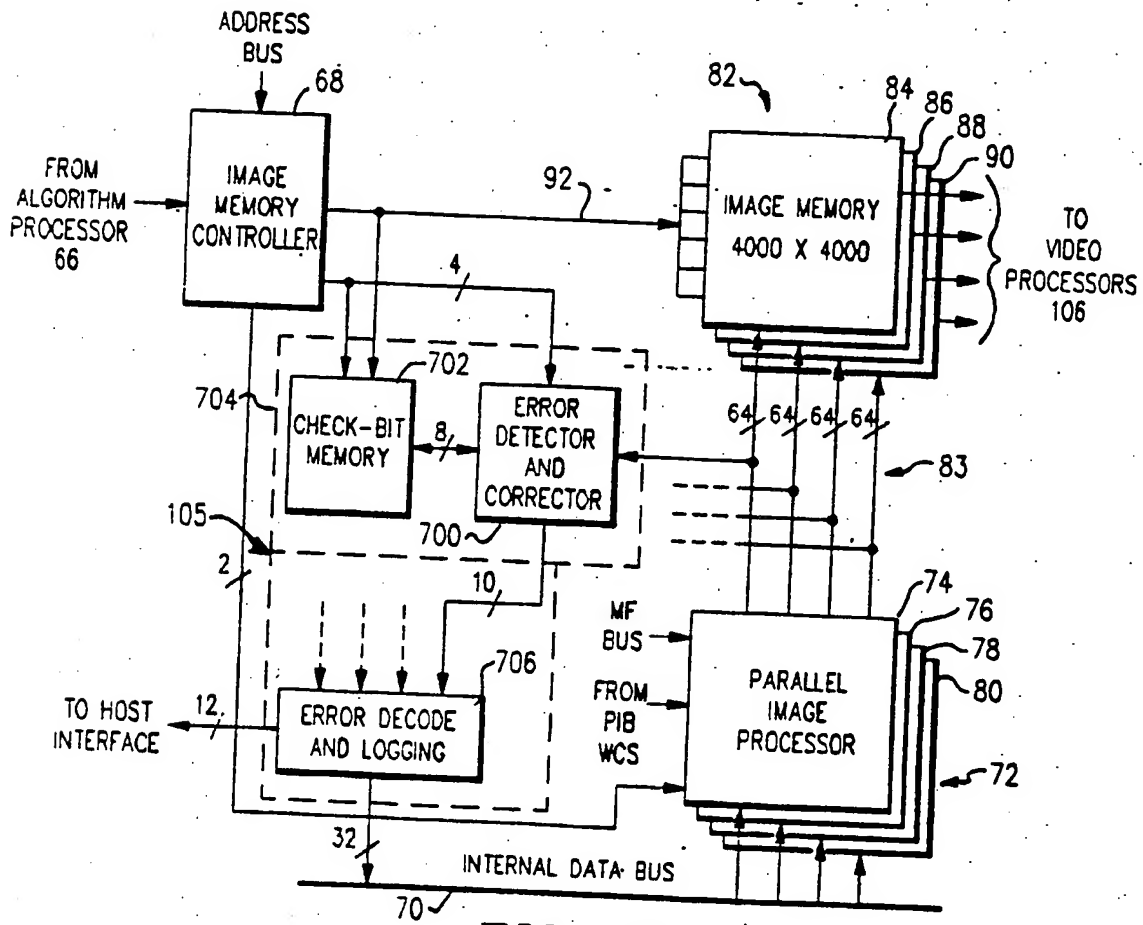 ADDRESS
BUS
68
82
84
86
88
90
FROM
ALGORITHM
PROCESSOR
66
IMAGE
MEMORY
CONTROLLER
92
IMAGE MEMORY
4000 X 4000
TO
VIDEO
PROCESSORS
106
4
702
704
CHECK-BIT
MEMORY
8
ERROR
DETECTOR
AND
CORRECTOR
700
64
64
64
64
83
105
2
10
74
76
78
80
MF
BUS
FROM
PIB
WCS
PARALLEL
IMAGE
PROCESSOR
72
706
TO HOST
INTERFACE
12
ERROR DECODE
AND LOGGING
32
INTERNAL DATA BUS
70